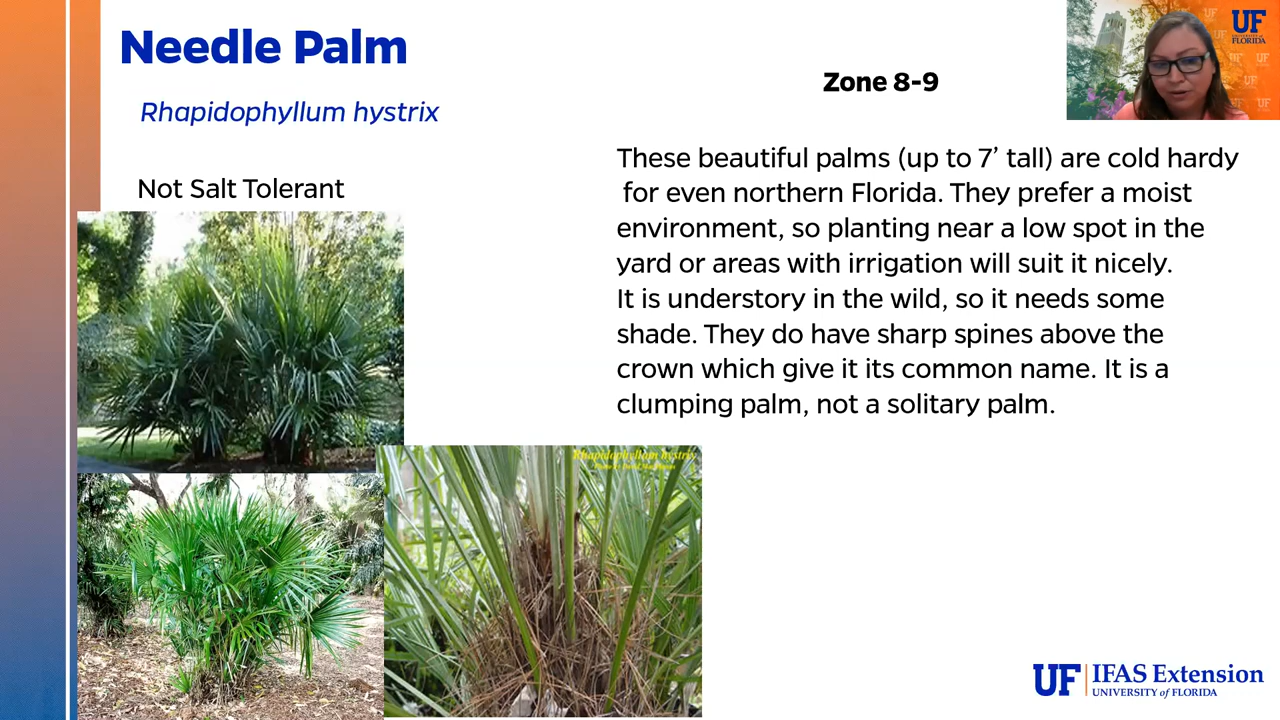 Needle Palm
Rhapidophyllum hystrix
Not Salt Tolerant
Zone 8-9
UF
UNIVERSITY of
FLORIDA
These beautiful palms (up to 7’ tall) are cold hardy
for even northern Florida. They prefer a moist
environment, so planting near a low spot in the
yard or areas with irrigation will suit it nicely.
It is understory in the wild, so it needs some
shade. They do have sharp spines above the
crown which give it its common name. It is a
clumping palm, not a solitary palm.
Rhapidophyllum hystrix
UF IFAS Extension
UNIVERSITY of FLORIDA